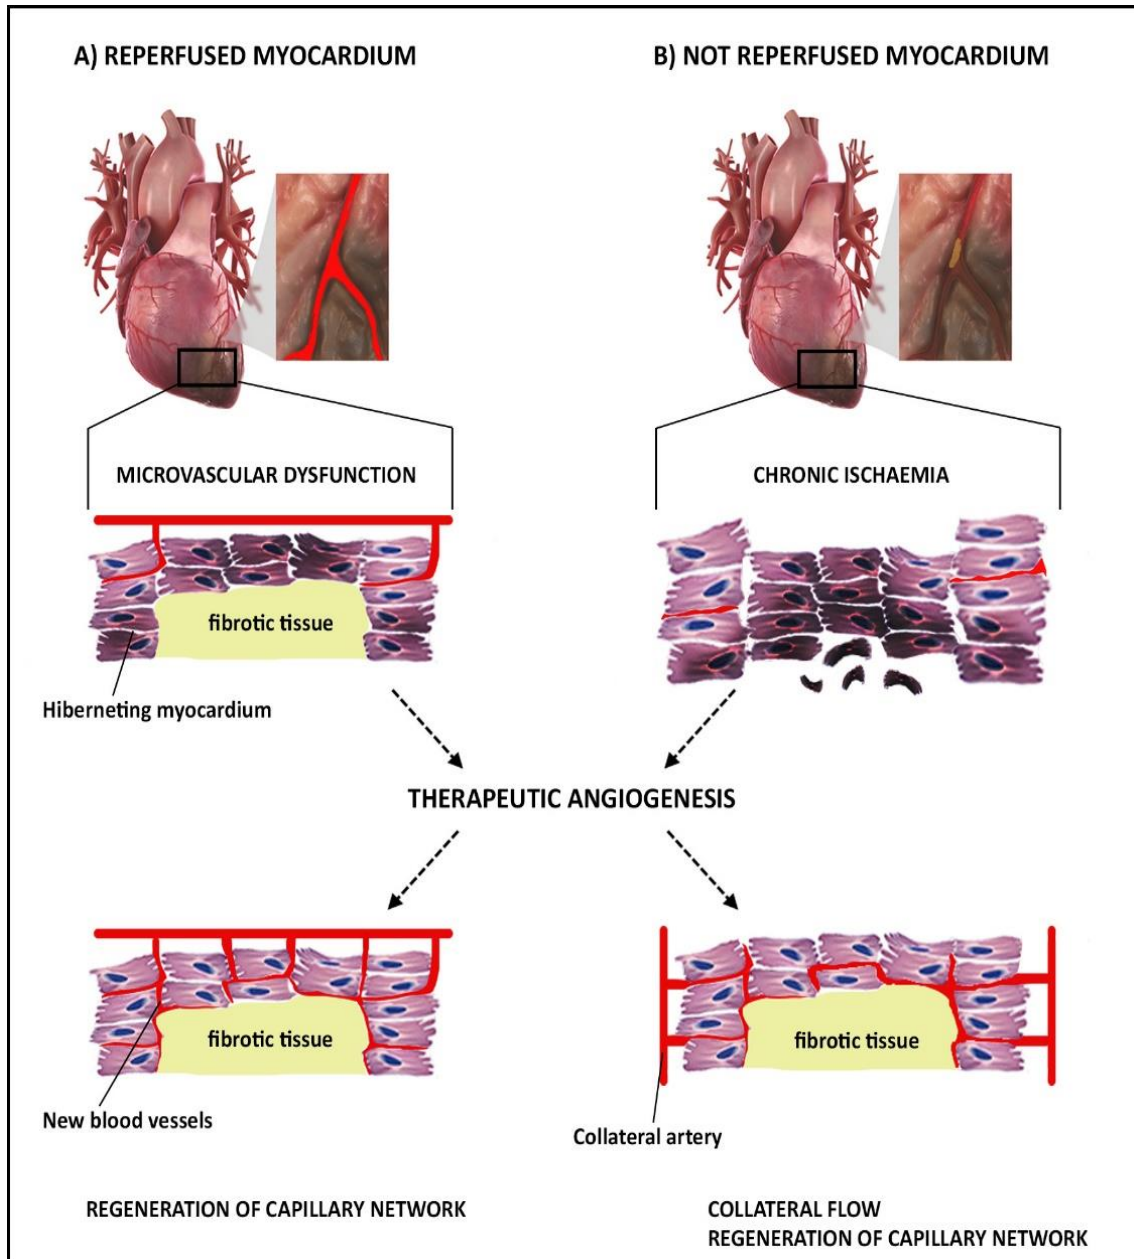 A) REPERFUSED MYOCARDIUM
B) NOT REPERFUSED MYOCARDIUM
MICROVASCULAR DYSFUNCTION
CHRONIC ISCHAEMIA
fibrotic tissue
Hiberneting myocardium
THERAPEUTIC ANGIOGENESIS
fibrotic tissue
fibrotic tissue
New blood vessels
Collateral artery
REGENERATION OF CAPILLARY NETWORK
COLLATERAL FLOW
REGENERATION OF CAPILLARY NETWORK